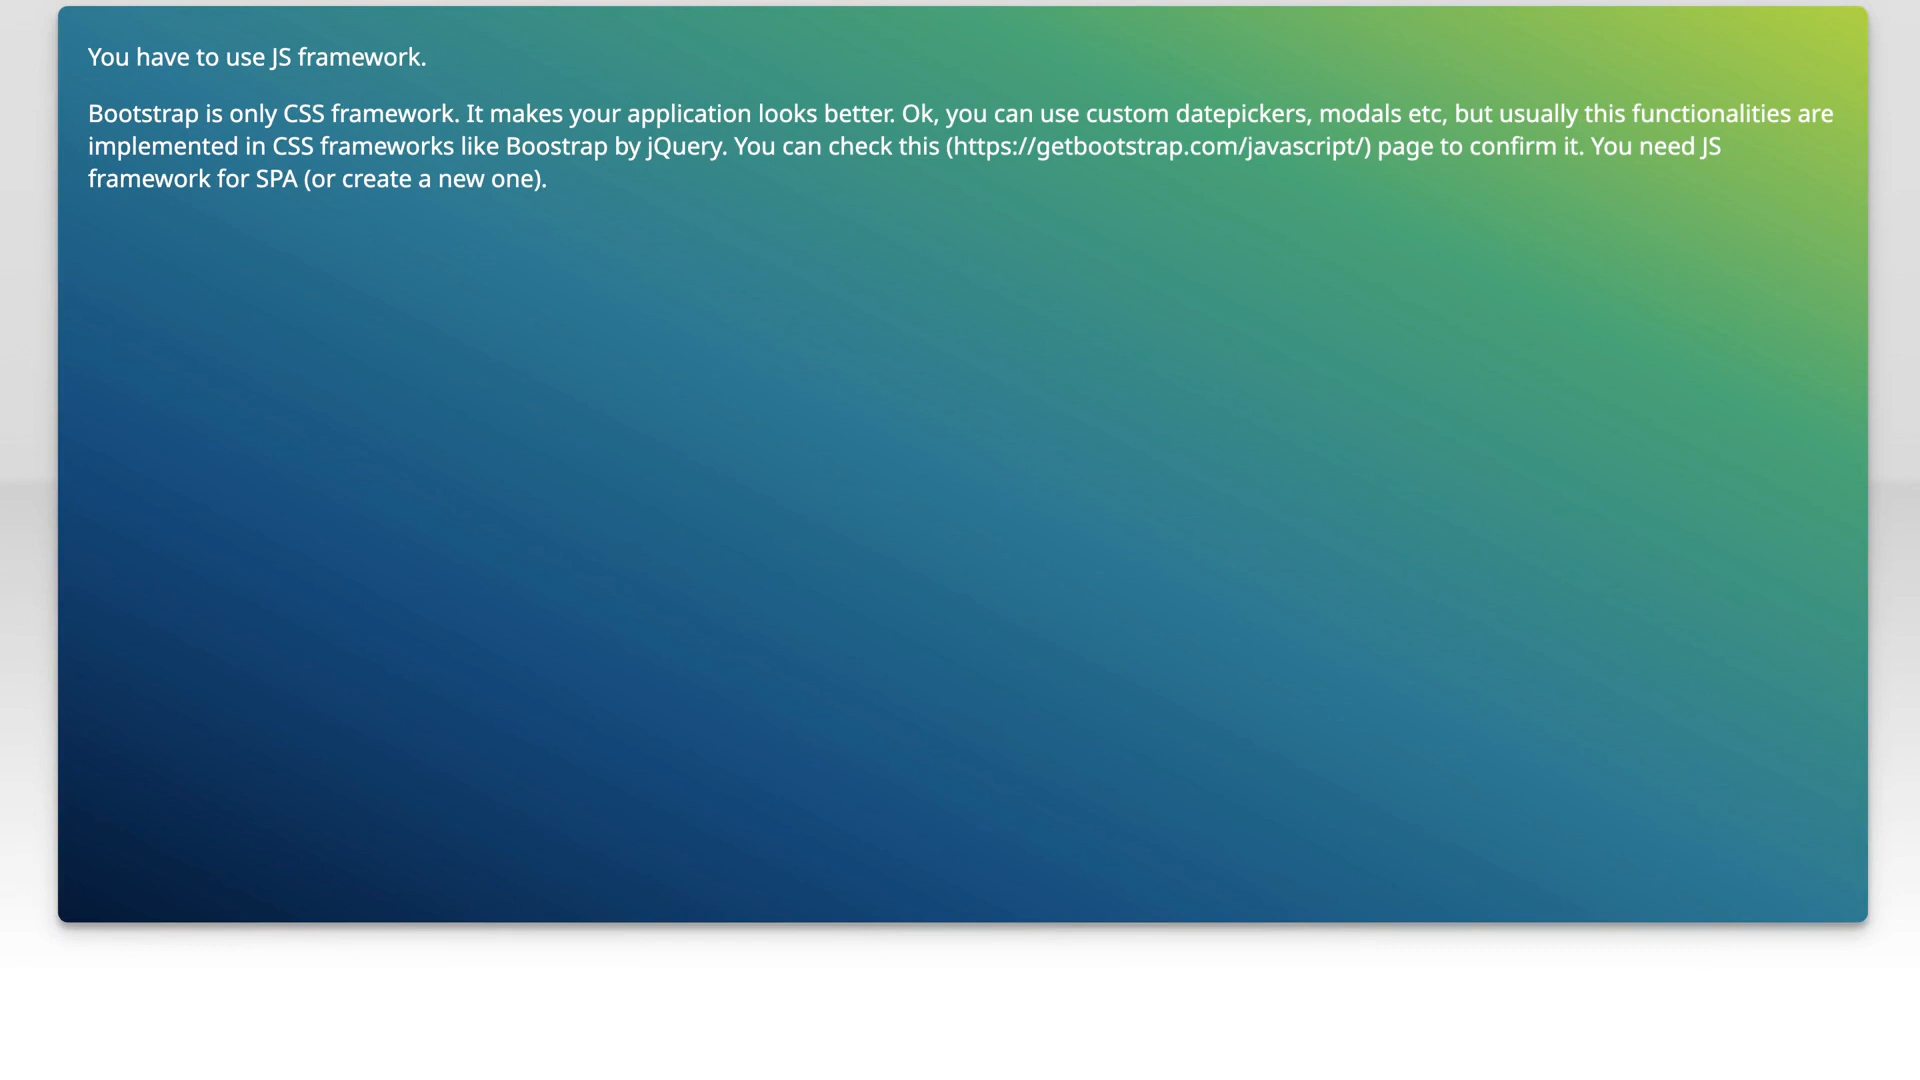 You have to use JS framework.
Bootstrap is only CSS framework. It makes your application looks better. Ok, you can use custom datepickers, modals etc, but usually this functionalities are
implemented in CSS frameworks like Boostrap by jQuery. You can check this (https://getbootstrap.com/javascript/) page to confirm it. You need JS
framework for SPA (or create a new one).